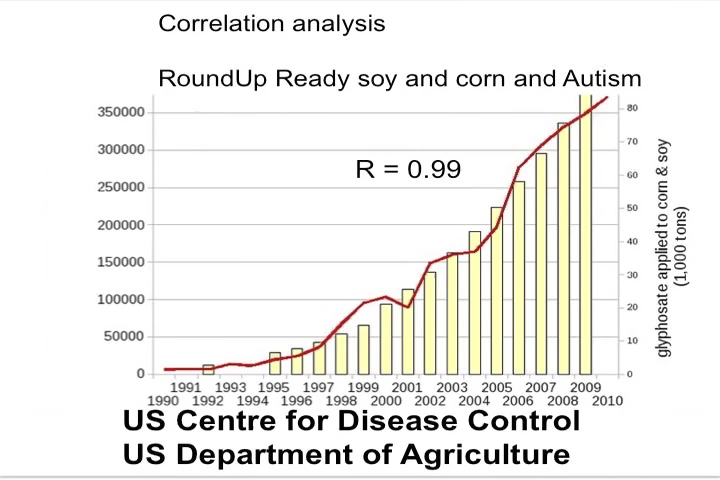 Correlation analysis
RoundUp Ready soy and corn and Autism
R = 0.99
350000
300000
250000
200000
150000
100000
50000
0
80
70
60
50
40
30
20
10
0
glyphosate applied to corn & soy
(1,000 tons)
1991 1993 1995 1997 1999 2001 2003 2005 2007 2009
1990 1992 1994 1996 1998 2000 2002 2004 2006 2008 2010
US Centre for Disease Control
US Department of Agriculture